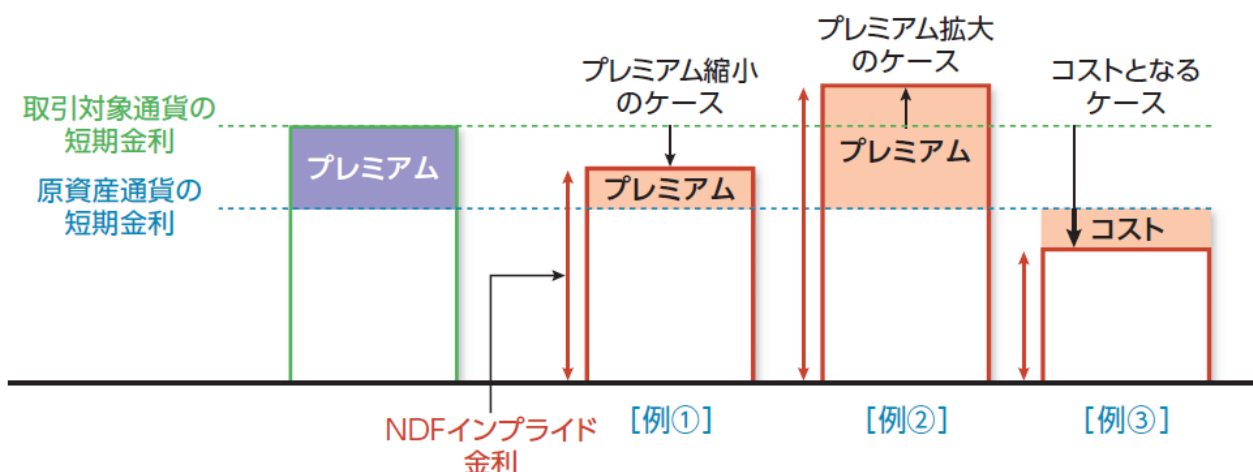 取引対象通貨の
短期金利
原資産通貨の
短期金利
プレミアム
プレミアム縮小
のケース
プレミアム
プレミアム拡大
のケース
プレミアム
コストとなる
ケース
コスト
NDFインプライド
金利
[例①]
[例②]
[例③]